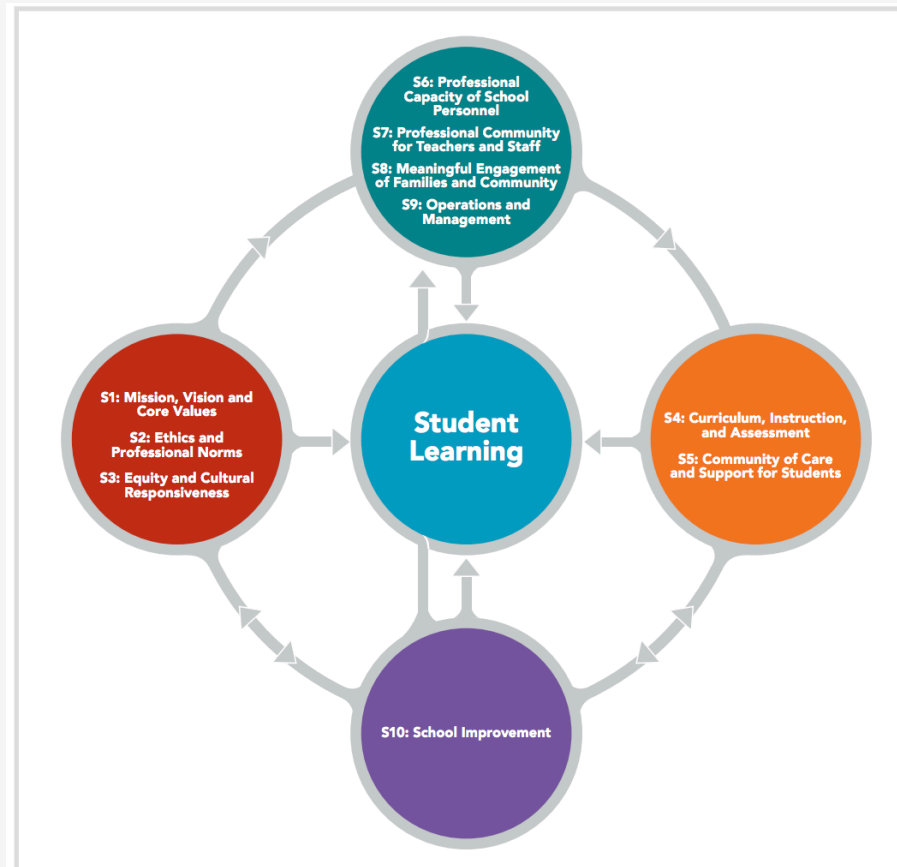 S6: Professional
Capacity of School
Personnel
S7: Professional Community
for Teachers and Staff
S8: Meaningful Engagement
of Families and Community
S9: Operations and
Management
S1: Mission, Vision and
Core Values
S2: Ethics and
Professional Norms
S3: Equity and Cultural
Responsiveness
Student
Learning
S4: Curriculum, Instruction,
and Assessment
S5: Community of Care
and Support for Students
S10: School Improvement